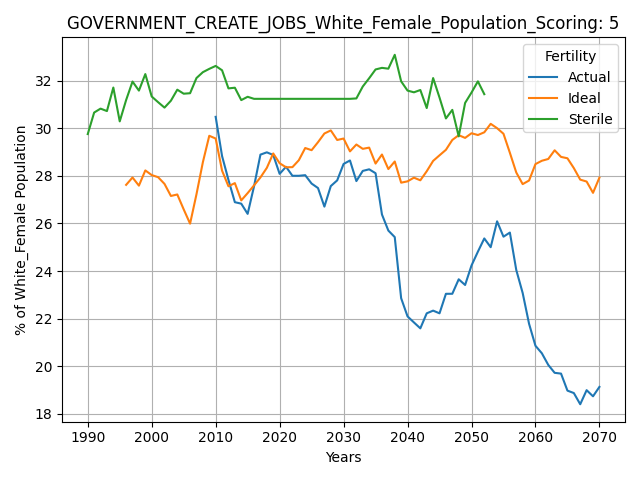 GOVERNMENT_CREATE_JOBS_White_Female_Population_Scoring: 5
Fertility
Actual
Ideal
Sterile
% of White_Female Population
32
30
28
26
24
22
20
18
1990 2000 2010 2020 2030 2040 2050 2060 2070
Years